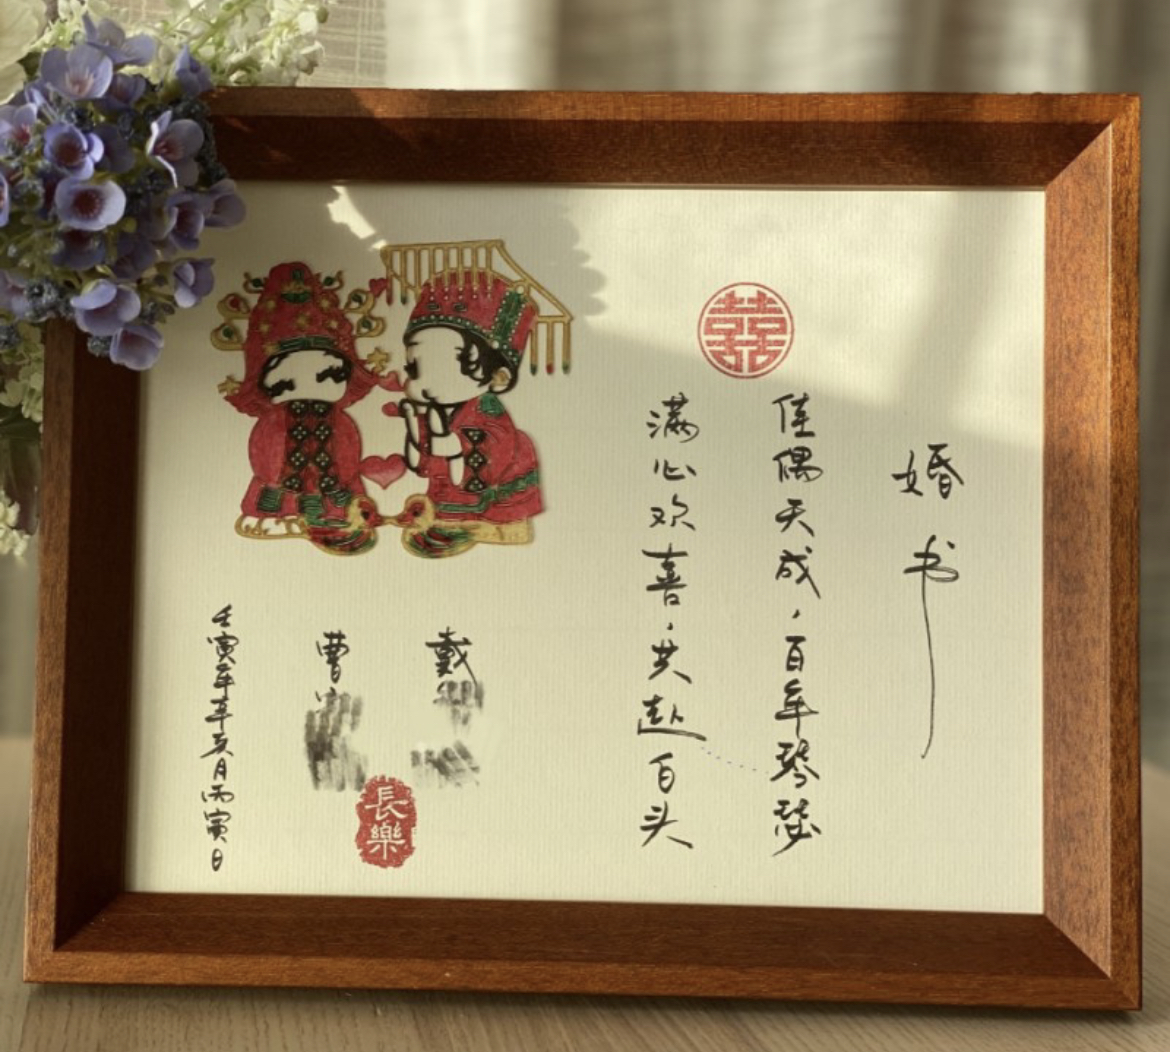 婚书
囍
佳偶天成，百年琴瑟
满心欢喜，共赴白头
戴
曹
長樂
壬寅年辛亥月丙寅日